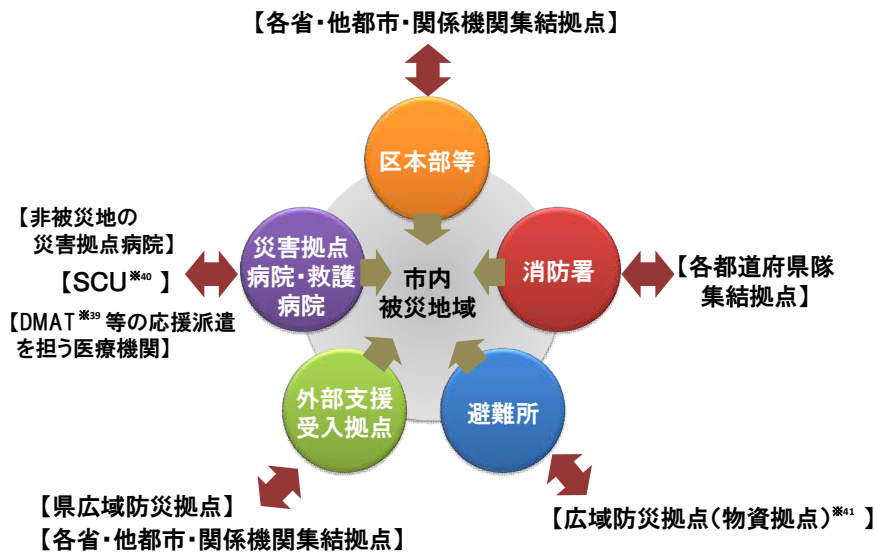 【各省・他都市・関係機関集結拠点】
区本部等
【非被災地の
災害拠点病院】
【SCU※40 】
【DMAT※39 等の応援派遣
を担う医療機関】
災害拠点
病院・救護
病院
市内
被災地域
消防署
【各都道府県隊
集結拠点】
外部支援
受入拠点
避難所
【県広域防災拠点】
【各省・他都市・関係機関集結拠点】
【広域防災拠点（物資拠点）※41 】